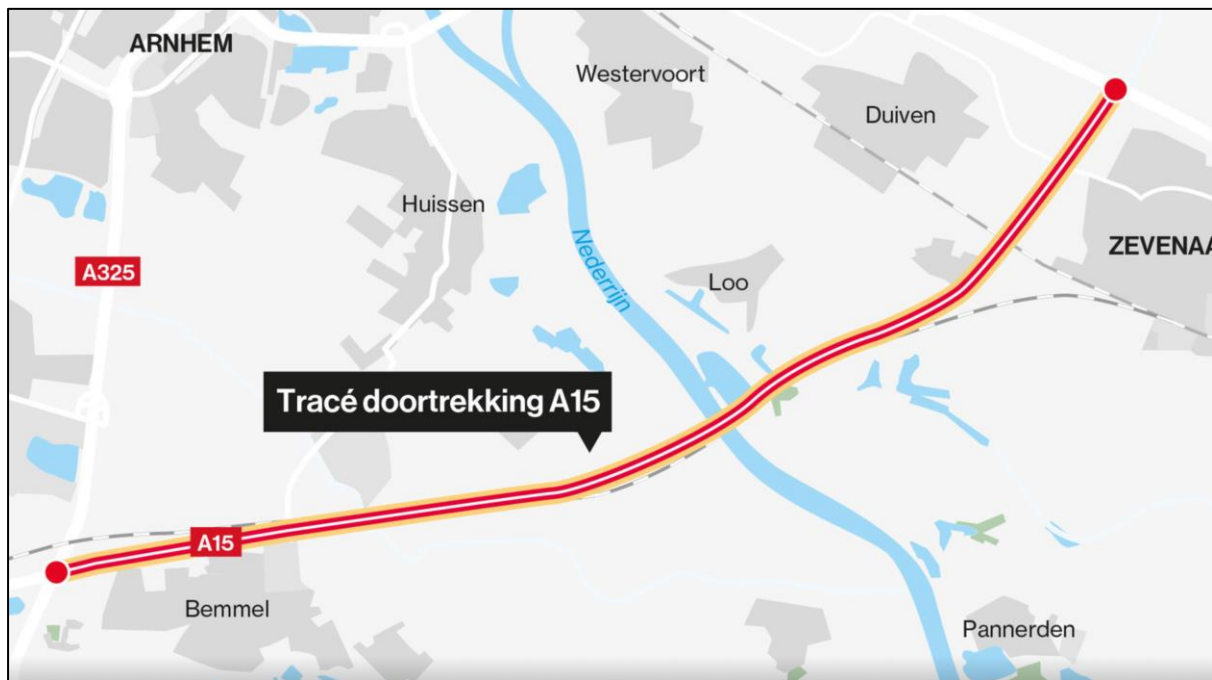 ARNHEM
Westervoort
Duiven
Huissen
Nederrijn
ZEVENAA
A325
Loo
Tracé doortrekking A15
A15
Bemmel
Pannerden